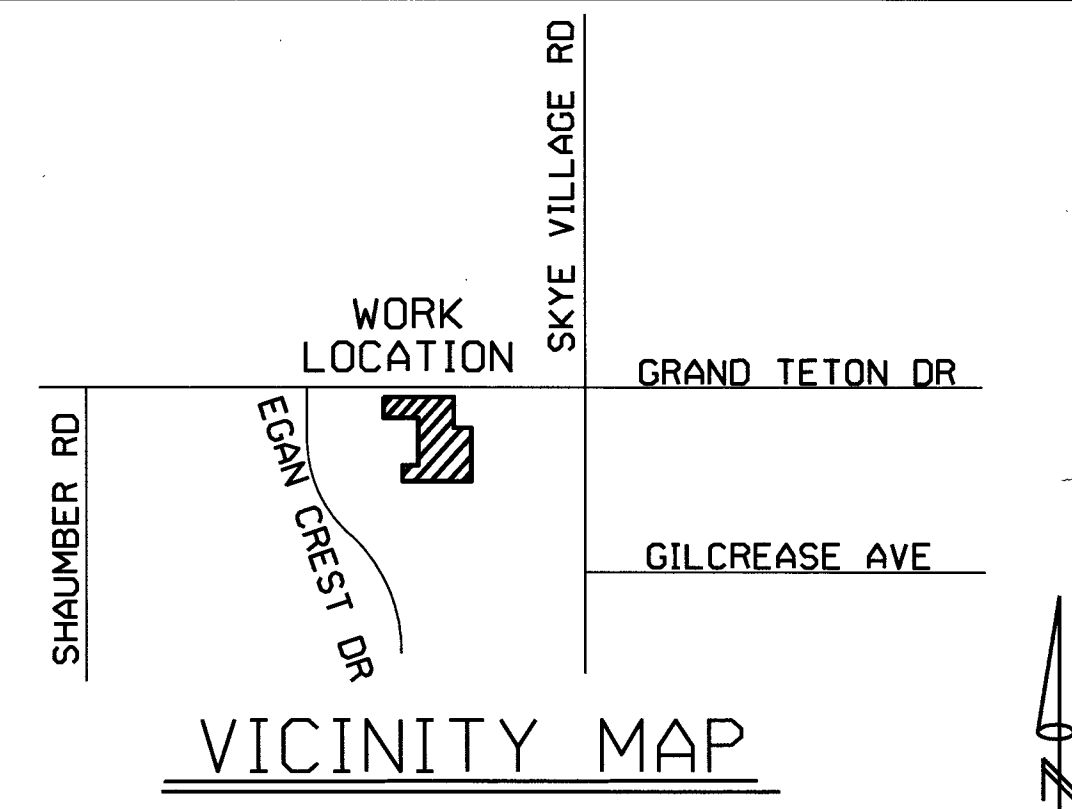 SKYE VILLAGE RD
WORK
LOCATION
GRAND TETON DR
SHAUMBER RD
EGAN CREST DR
GILCREASE AVE
VICINITY MAP
N